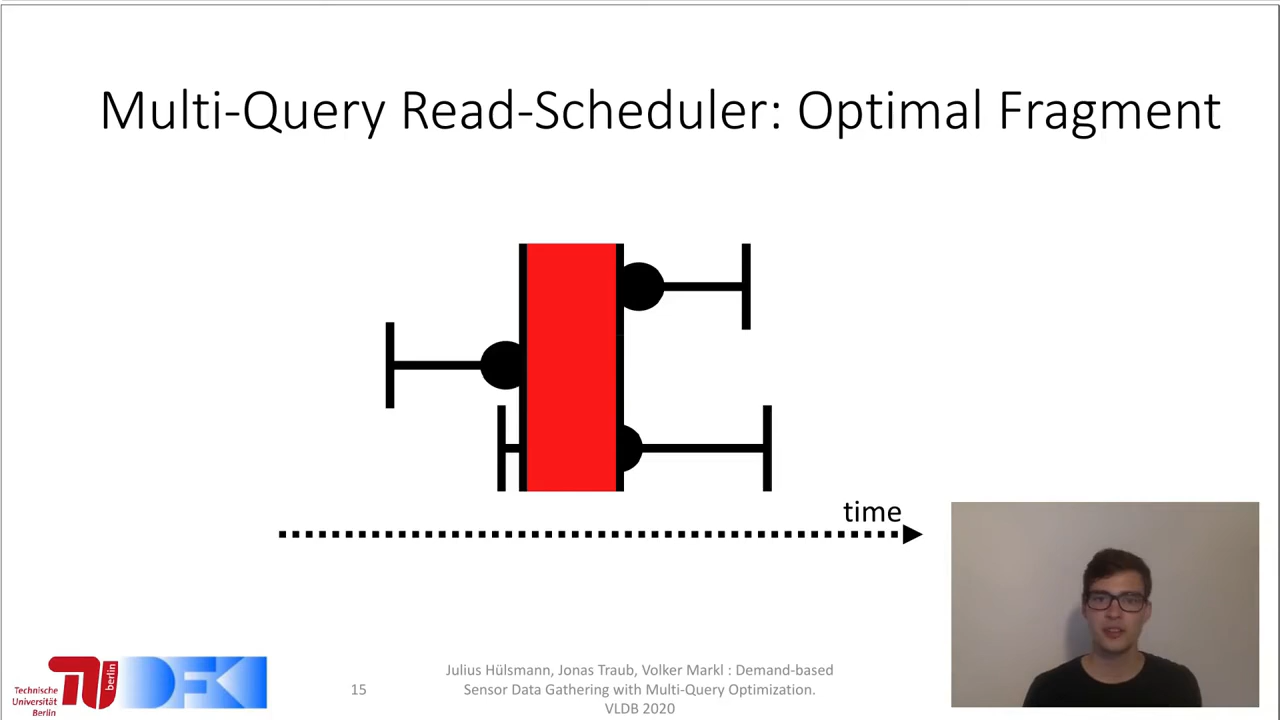 Multi-Query Read-Scheduler: Optimal Fragment
time
Technische
Universität
Berlin
berlin
DFKI
15
Julius Hülsmann, Jonas Traub, Volker Markl : Demand-based
Sensor Data Gathering with Multi-Query Optimization.
VLDB 2020